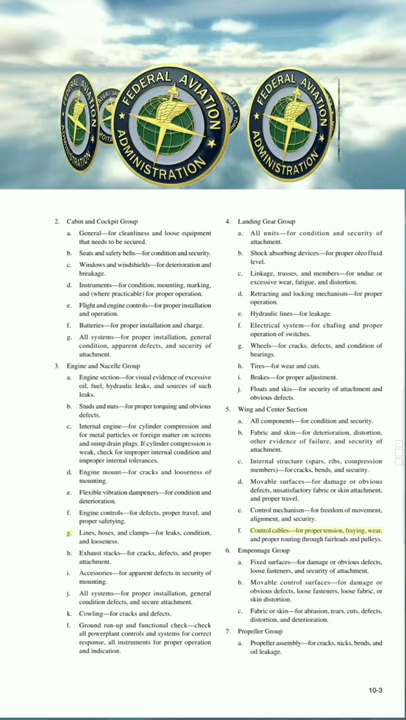 FEDERAL AVIATION
ADMINISTRATION
FEDERAL AVIATION
ADMINISTRATION
2. Cabin and Cockpit Group
a. General—for cleanliness and loose equipment
that needs to be secured.
b. Seats and safety belts—for condition and security.
c. Windows and windshields—for deterioration and
breakage.
d. Instruments—for condition, mounting, marking,
and (where practicable) for proper operation.
e. Flight and engine controls—for proper installation
and operation.
f. Batteries—for proper installation and charge.
g. All systems—for proper installation, general
condition, apparent defects, and security of
attachment.
3. Engine and Nacelle Group
a. Engine section—for visual evidence of excessive
oil, fuel, hydraulic leaks, and sources of such
leaks.
b. Studs and nuts—for proper torquing and obvious
defects.
c. Internal engine—for cylinder compression and
for metal particles or foreign matter on screens
and sump-drain plugs. If cylinder compression is
weak, check for improper internal condition and
improper internal tolerances.
d. Engine mount—for cracks and looseness of
mounting.
e. Flexible vibration dampeners—for condition and
deterioration.
f. Engine controls—for defects, proper travel, and
proper safetying.
g. Lines, hoses, and clamps—for leaks, condition,
and looseness.
h. Exhaust stacks—for cracks, defects, and proper
attachment.
i. Accessories—for apparent defects in security of
mounting.
j. All systems—for proper installation, general
condition defects, and secure attachment.
k. Cowling—for cracks and defects.
l. Ground run-up and functional check—check
all powerplant controls and systems for correct
response, all instruments for proper operation
and indication.
4. Landing Gear Group
a. All units—for condition and security of
attachment.
b. Shock absorbing devices—for proper oleo fluid
level.
c. Linkage, trusses, and members—for undue or
excessive wear, fatigue, and distortion.
d. Retracting and locking mechanism—for proper
operation.
e. Hydraulic lines—for leakage.
f. Electrical system—for chafing and proper
operation of switches.
g. Wheels—for cracks, defects, and condition of
bearings.
h. Tires—for wear and cuts.
i. Brakes—for proper adjustment.
j. Floats and skis—for security of attachment and
obvious defects.
5. Wing and Center Section
a. All components—for condition and security.
b. Fabric and skin—for deterioration, distortion,
other evidence of failure, and security of
attachment.
c. Internal structure (spars, ribs, compression
members)—for cracks, bends, and security.
d. Movable surfaces—for damage or obvious
defects, unsatisfactory fabric or skin attachment,
and proper travel.
e. Control mechanism—for freedom of movement,
alignment, and security.
f. Control cables—for proper tension, fraying, wear,
and proper routing through fairleads and pulleys.
6. Empennage Group
a. Fixed surfaces—for damage or obvious defects,
loose fasteners, and security of attachment.
b. Movable control surfaces—for damage or
obvious defects, loose fasteners, loose fabric, or
skin distortion.
c. Fabric or skin—for abrasion, tears, cuts, defects,
distortion, and deterioration.
7. Propeller Group
a. Propeller assembly—for cracks, nicks, bends, and
oil leakage.
10-3